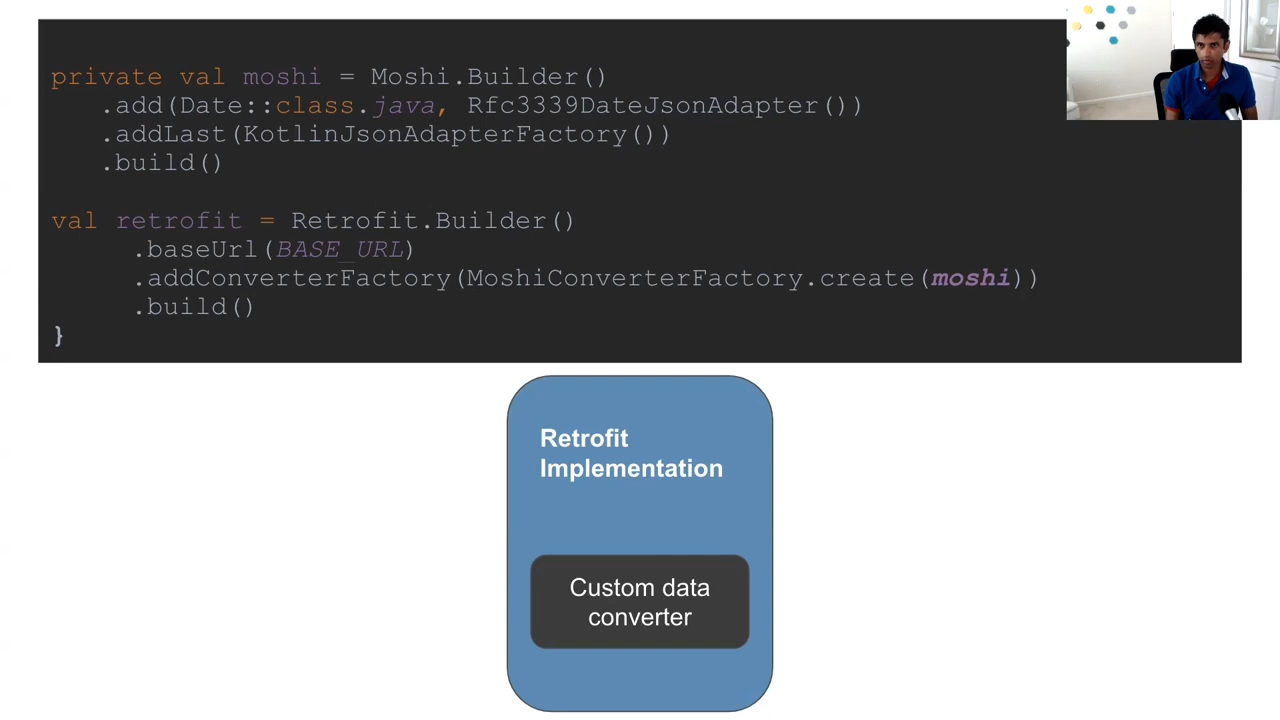 private val moshi = Moshi.Builder()
.add(Date::class.java, Rfc3339DateJsonAdapter())
.addLast(KotlinJsonAdapterFactory())
.build()
val retrofit = Retrofit.Builder()
.baseUrl(BASE_URL)
.addConverterFactory(MoshiConverterFactory.create(moshi))
.build()
}
Retrofit
Implementation
Custom data
converter